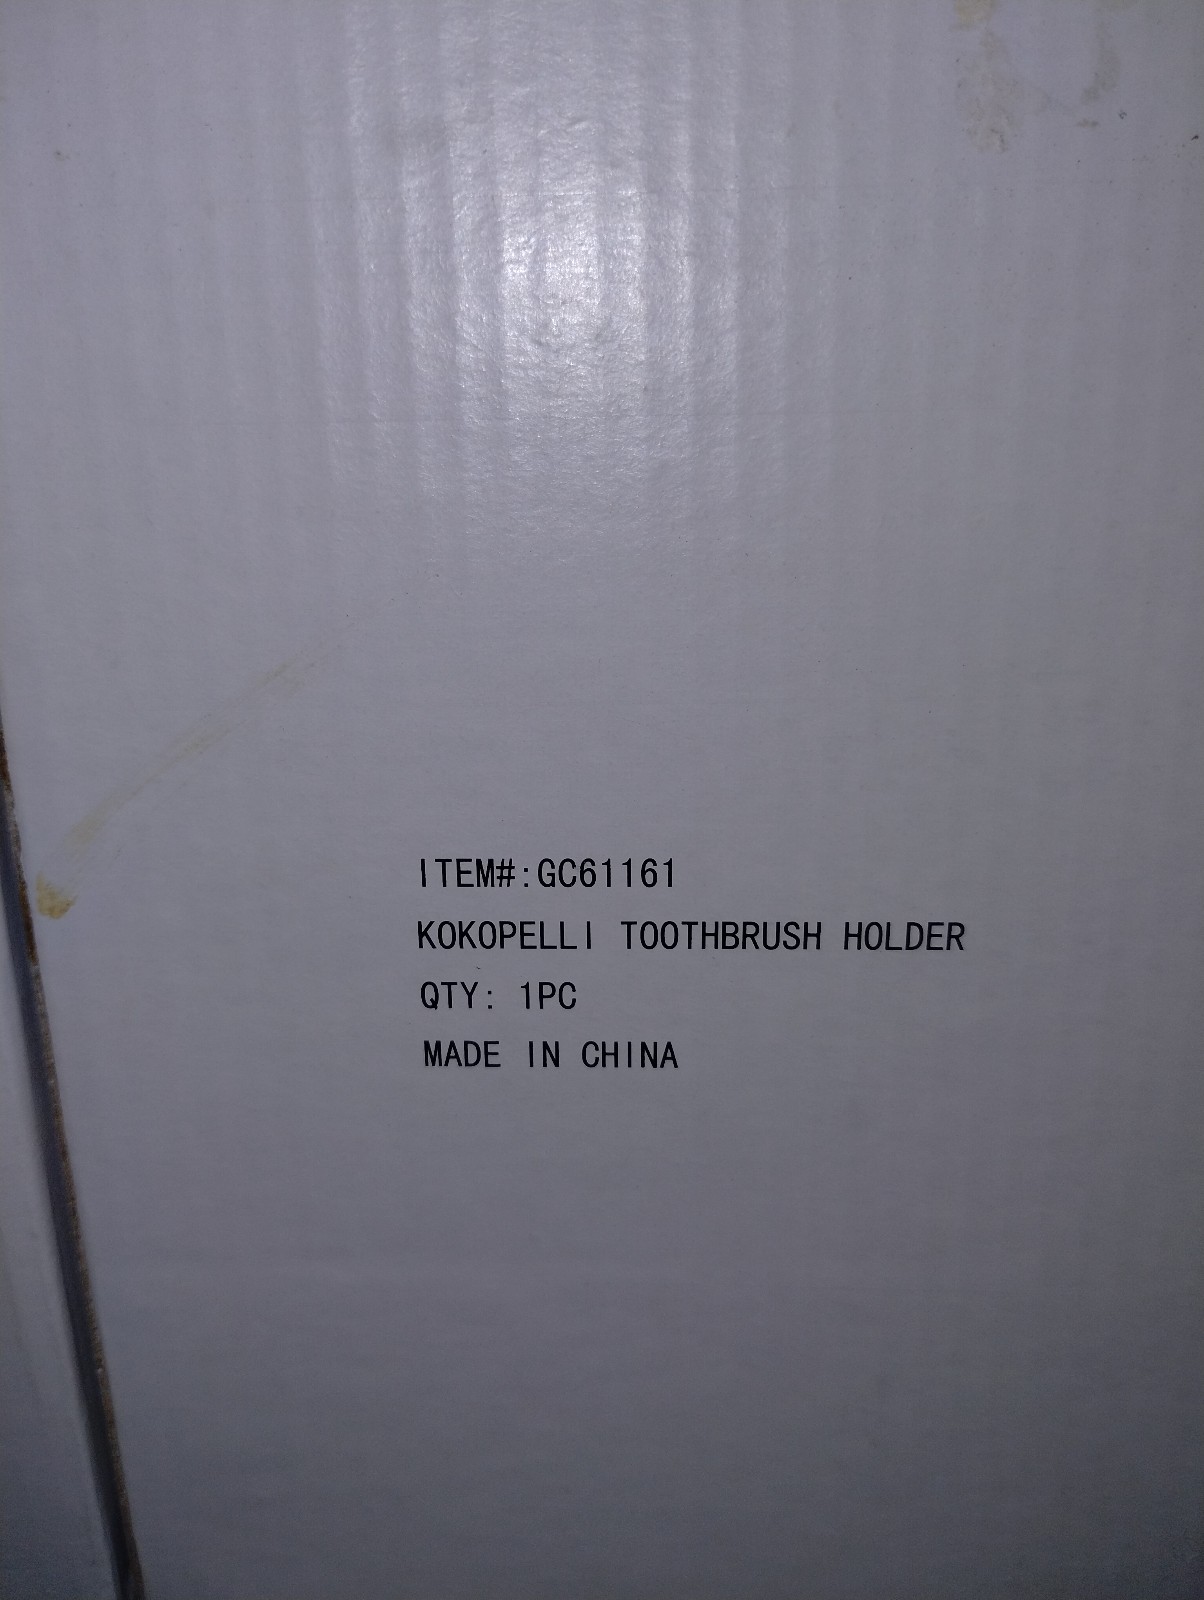 ITEM#:GC61161
KOKOPELLI TOOTHBRUSH HOLDER
QTY: 1PC
MADE IN CHINA